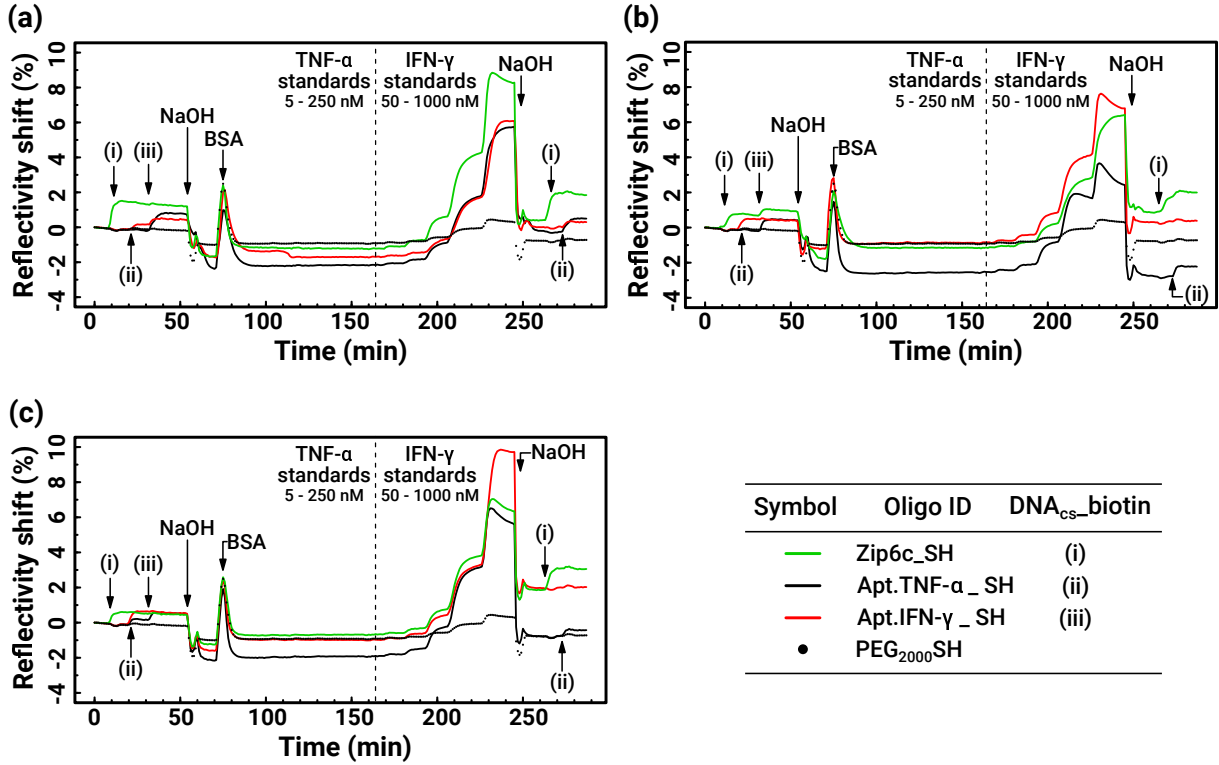 (a)
Reflectivity shift (%)
10
8
6
4
2
0
-2
-4
TNF-α
standards
5 - 250 nM
IFN-γ
standards
50 - 1000 nM
NaOH
NaOH
BSA
(i)
(iii)
(i)
(ii)
(ii)
0 50 100 150 200 250
Time (min)
(b)
Reflectivity shift (%)
10
8
6
4
2
0
-2
-4
TNF-α
standards
5 - 250 nM
IFN-γ
standards
50 - 1000 nM
NaOH
NaOH
BSA
(i)
(iii)
(i)
(ii)
(ii)
0 50 100 150 200 250
Time (min)
(c)
Reflectivity shift (%)
10
8
6
4
2
0
-2
-4
TNF-α
standards
5 - 250 nM
IFN-γ
standards
50 - 1000 nM
NaOH
NaOH
BSA
(i)
(iii)
(i)
(ii)
(ii)
0 50 100 150 200 250
Time (min)
Symbol Oligo ID DNAcs_biotin
Zip6c_SH (i)
Apt.TNF-α_SH (ii)
Apt.IFN-γ_SH (iii)
PEG2000SH